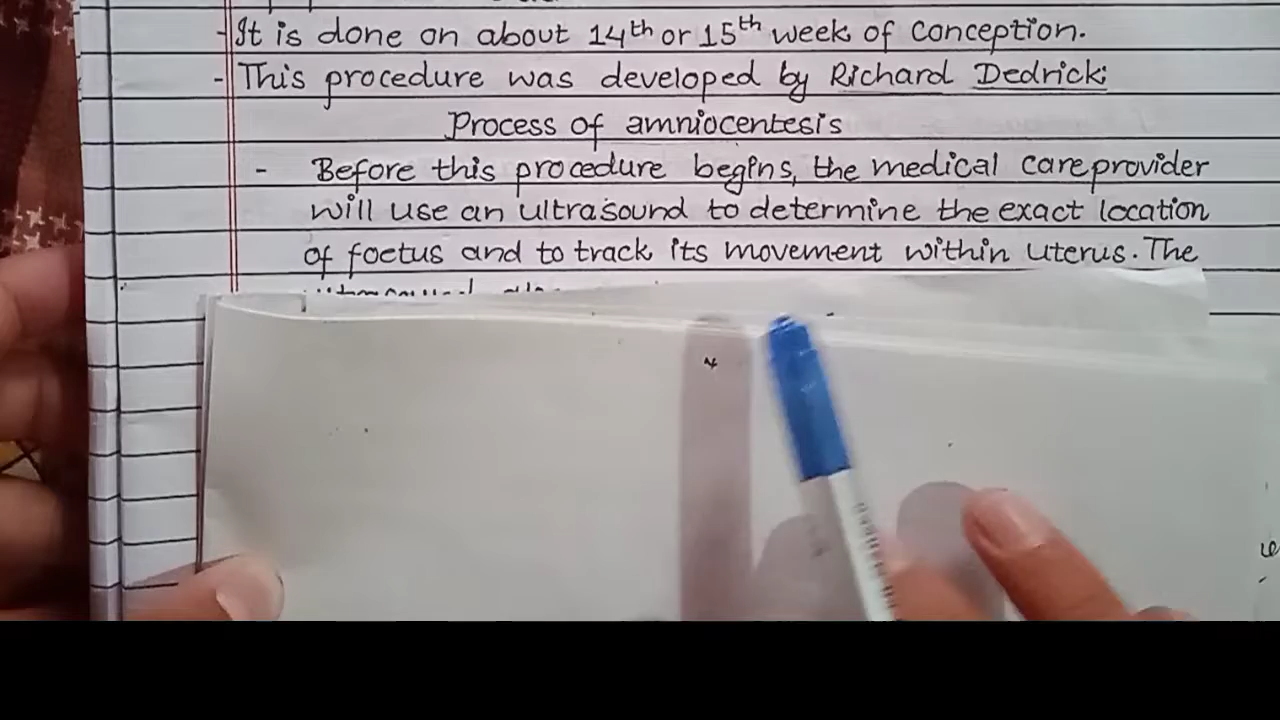 - It is done on about 14th or 15th week of conception.
- This procedure was developed by Richard Dedrick:
Process of amniocentesis
- Before this procedure begins, the medical care provider
will use an ultrasound to determine the exact location
of foetus and to track its movement within uterus. The